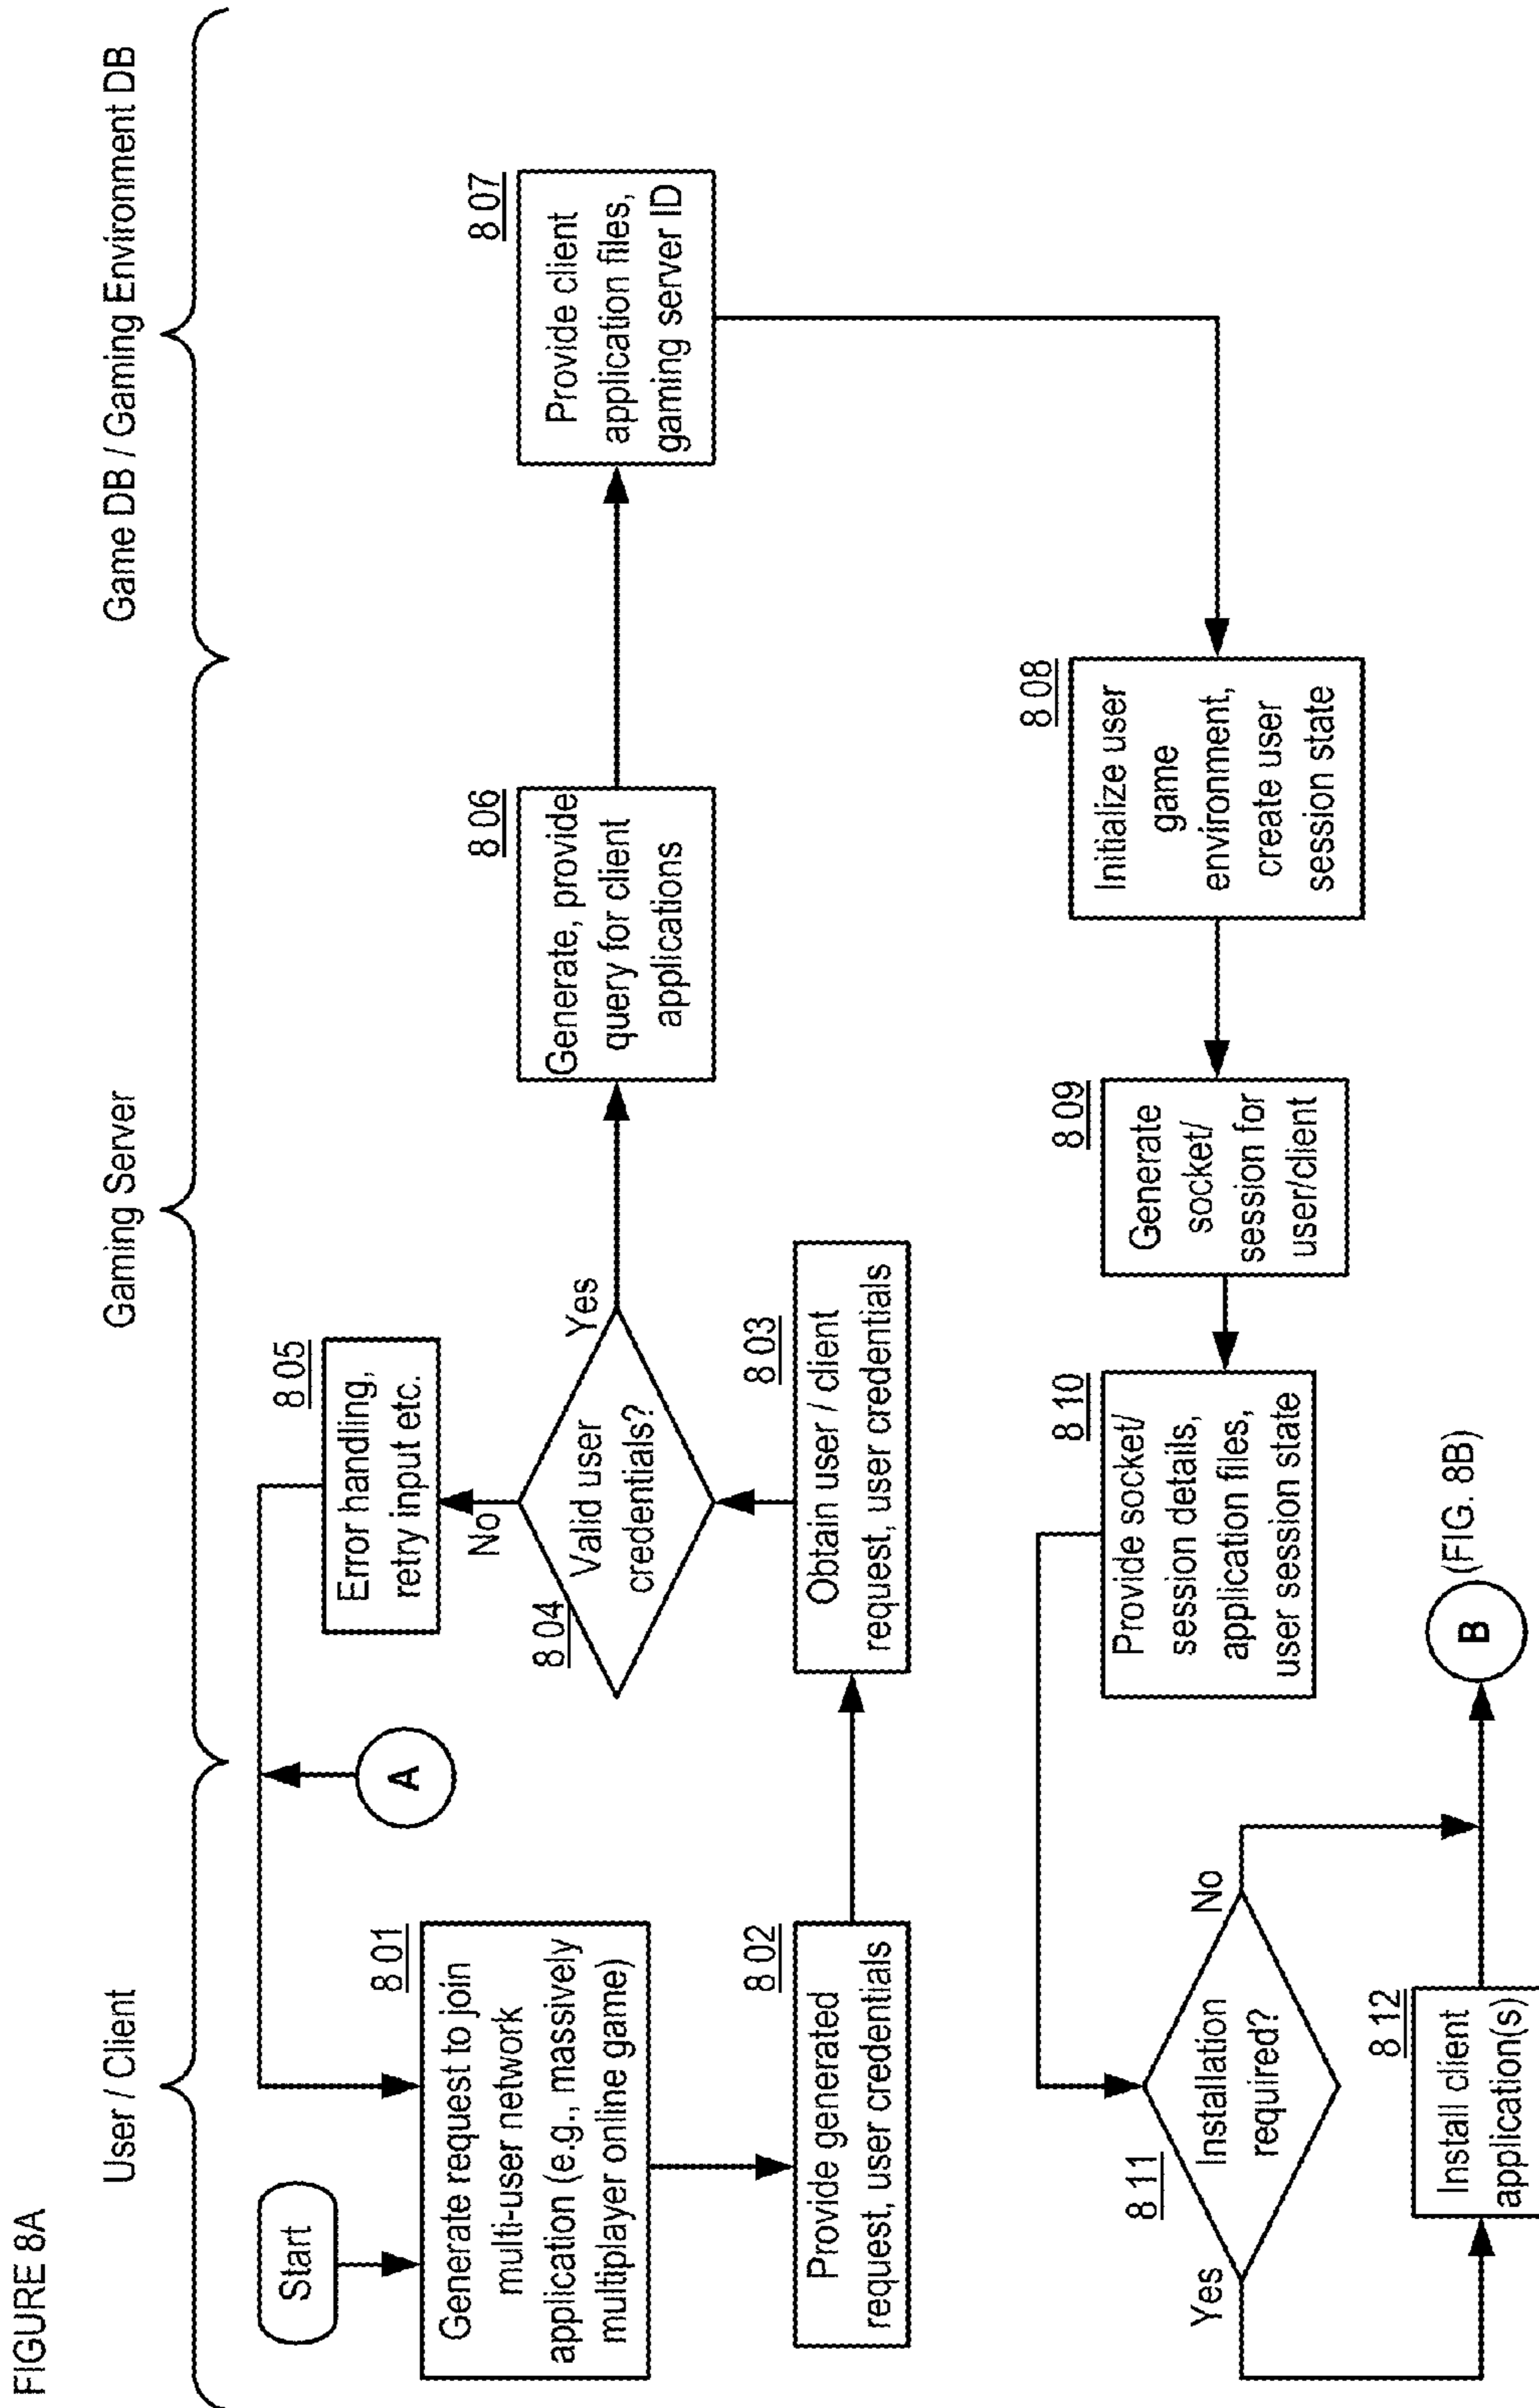 FIGURE 8A
User / Client
Gaming Server
Game DB / Gaming Environment DB
Start
A
8 01
Generate request to join
multi-user network
application (e.g., massively
multiplayer online game)
8 02
Provide generated
request, user credentials
8 03
Obtain user / client
request, user credentials
8 04
Valid user
credentials?
No
Yes
8 05
Error handling,
retry input etc.
8 06
Generate, provide
query for client
applications
8 07
Provide client
application files,
gaming server ID
8 08
Initialize user
game
environment,
create user
session state
8 09
Generate
socket/
session for
user/client
8 10
Provide socket/
session details,
application files,
user session state
8 11
Installation
required?
Yes
No
8 12
Install client
application(s)
B
(FIG. 8B)